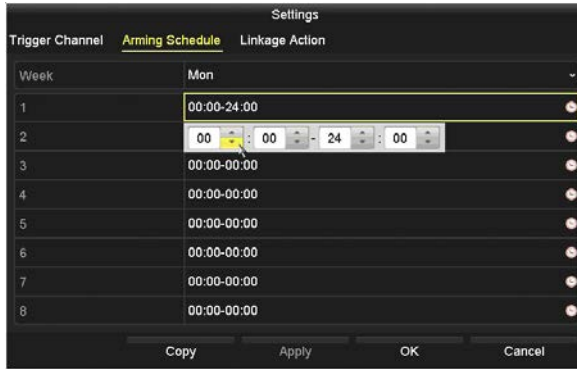 Settings
Trigger Channel Arming Schedule Linkage Action
Week Mon
1 00:00-24:00
2 00 : 00 - 24 : 00
3 00:00-00:00
4 00:00-00:00
5 00:00-00:00
6 00:00-00:00
7 00:00-00:00
8 00:00-00:00
Copy Apply OK Cancel